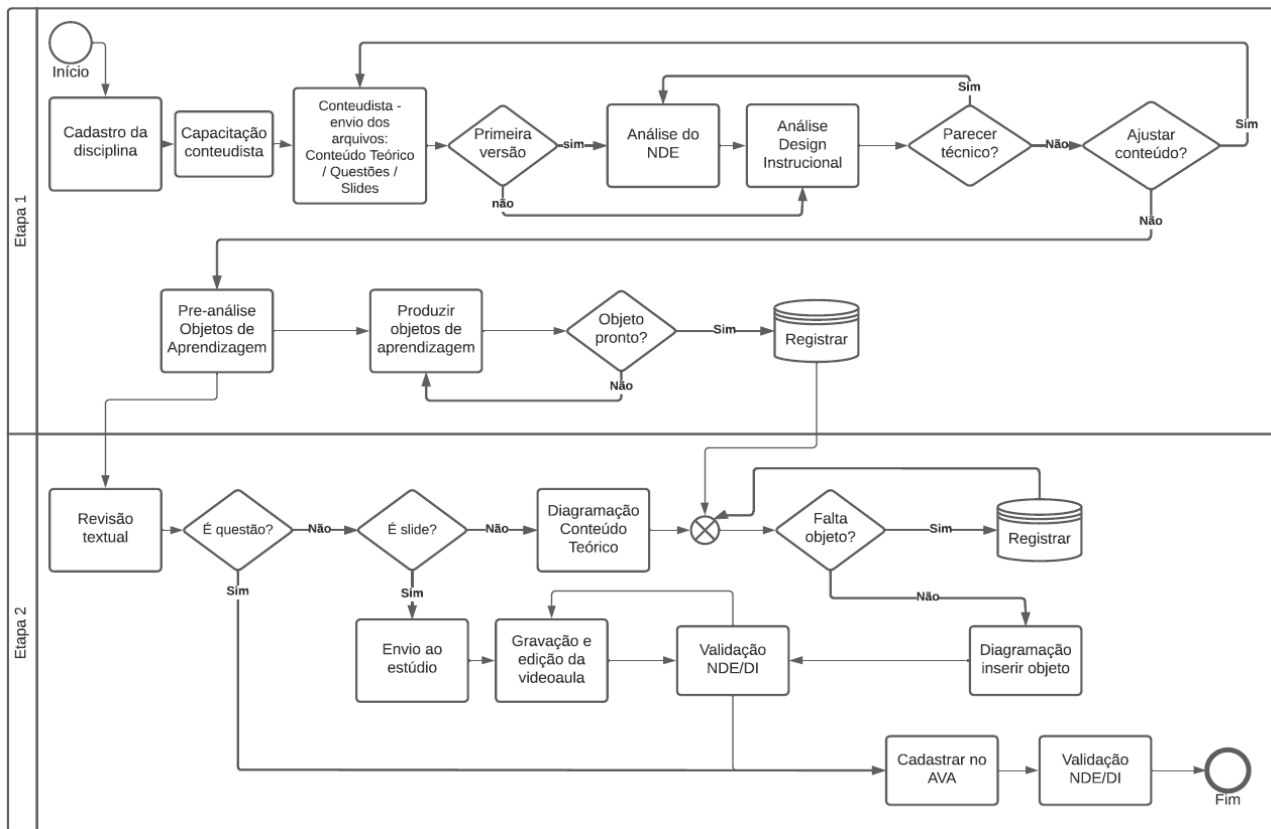 Etapa 1
Início
Cadastro da
disciplina
Capacitação
conteudista
Conteudista -
envio dos
arquivos:
Conteúdo Teórico
/ Questões /
Slides
Primeira
versão
sim
não
Análise do
NDE
Análise
Design
Instrucional
Sim
Parecer
técnico?
Não
Ajustar
conteúdo?
Sim
Não
Pre-análise
Objetos de
Aprendizagem
Produzir
objetos de
aprendizagem
Objeto
pronto?
Sim
Não
Registrar
Etapa 2
Revisão
textual
É questão?
Não
Sim
É slide?
Não
Sim
Diagramação
Conteúdo
Teórico
Falta
objeto?
Sim
Registrar
Não
Envio ao
estúdio
Gravação e
edição da
videoaula
Validação
NDE/DI
Diagramação
inserir objeto
Cadastrar no
AVA
Validação
NDE/DI
Fim